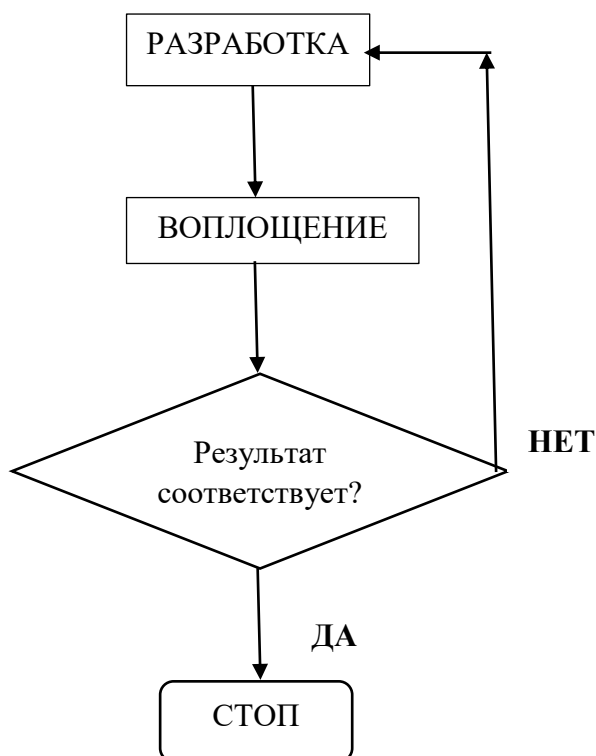 РАЗРАБОТКА
ВОПЛОЩЕНИЕ
Результат
соответствует?
НЕТ
ДА
СТОП